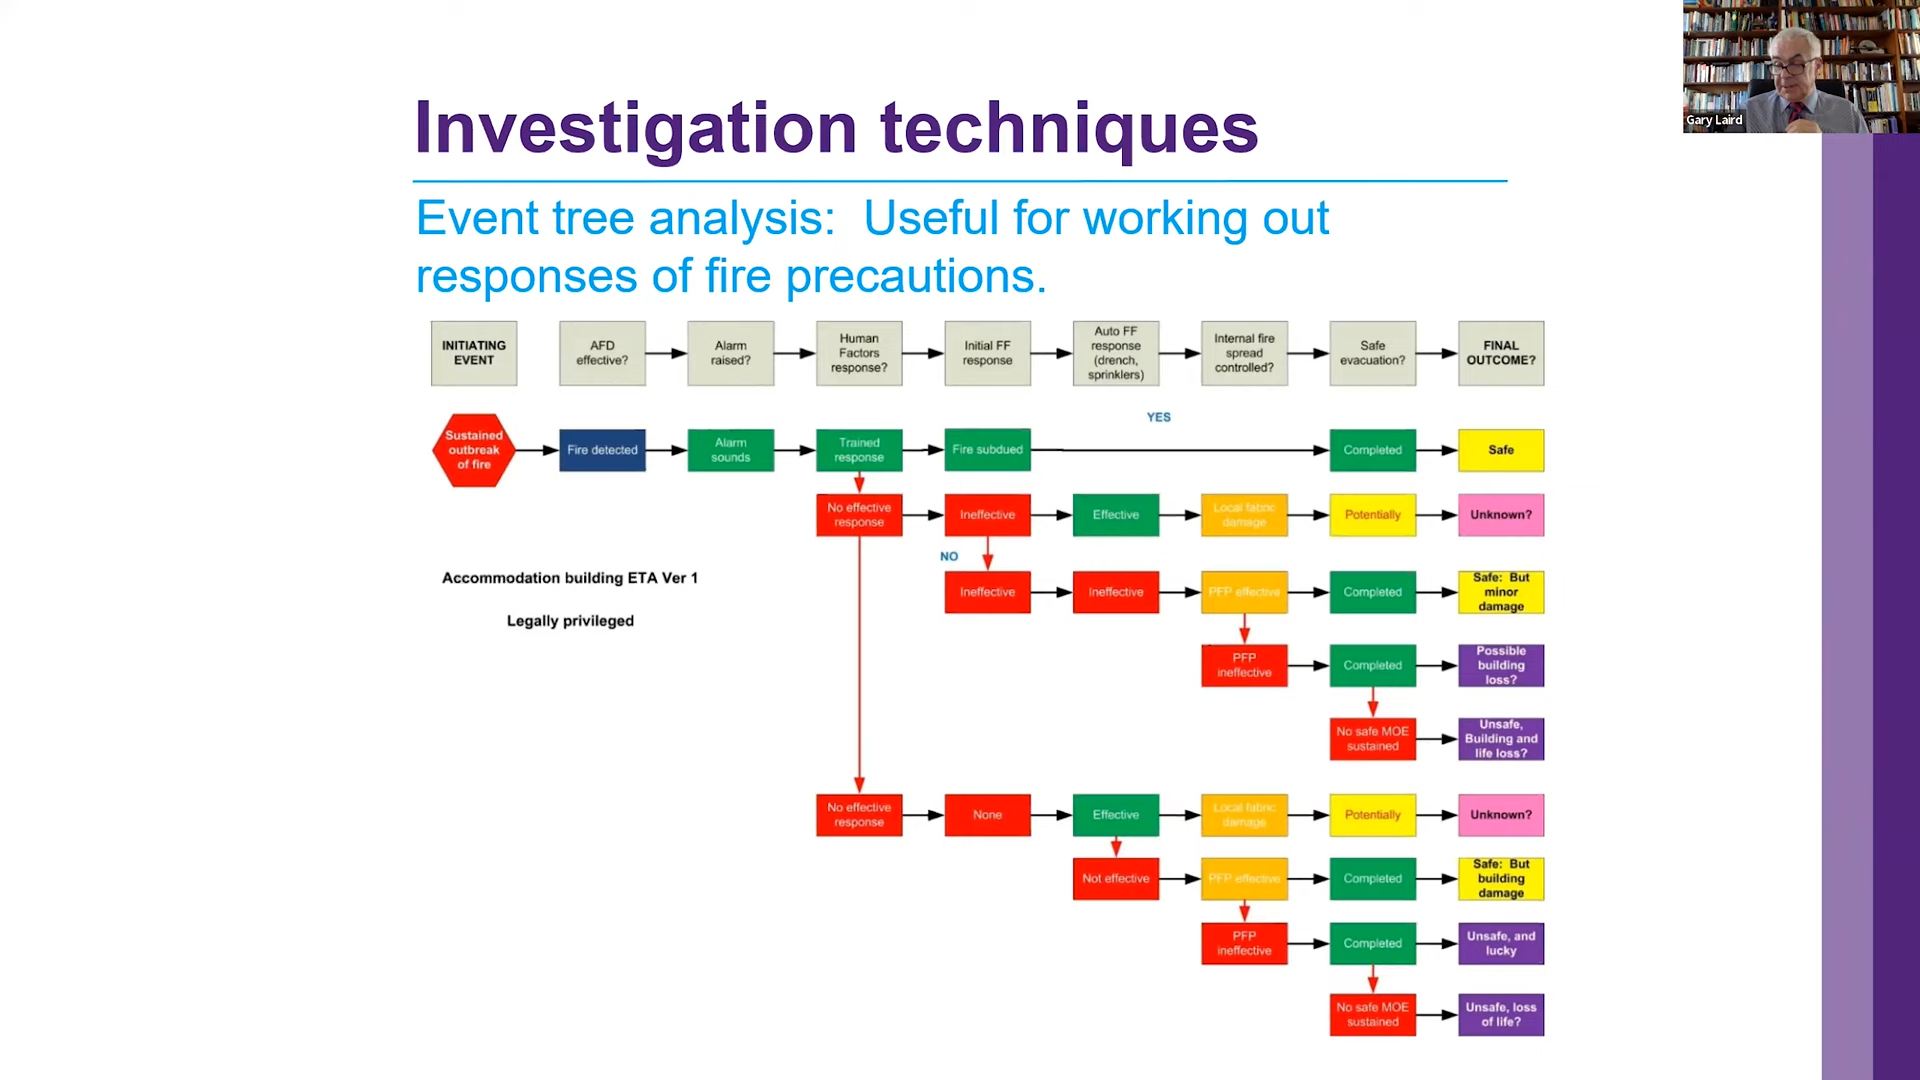 Gary Laird
Investigation techniques
Event tree analysis:  Useful for working out
responses of fire precautions.
INITIATING
EVENT
AFD
effective?
Alarm
raised?
Human
Factors
response?
Initial FF
response
Auto FF
response
(drench,
sprinklers)
Internal fire
spread
controlled?
Safe
evacuation?
FINAL
OUTCOME?
YES
Sustained
outbreak
of fire
Fire detected
Alarm
sounds
Trained
response
Fire subdued
Completed
Safe
No effective
response
Ineffective
Effective
Local fabric
damage
Potentially
Unknown?
NO
Accommodation building ETA Ver 1
Legally privileged
Ineffective
Ineffective
PFP effective
Completed
Safe:  But
minor
damage
PFP
ineffective
Completed
Possible
building
loss?
No safe MOE
sustained
Unsafe,
Building and
life loss?
No effective
response
None
Effective
Local fabric
damage
Potentially
Unknown?
Not effective
PFP effective
Completed
Safe:  But
building
damage
PFP
ineffective
Completed
Unsafe, and
lucky
No safe MOE
sustained
Unsafe, loss
of life?